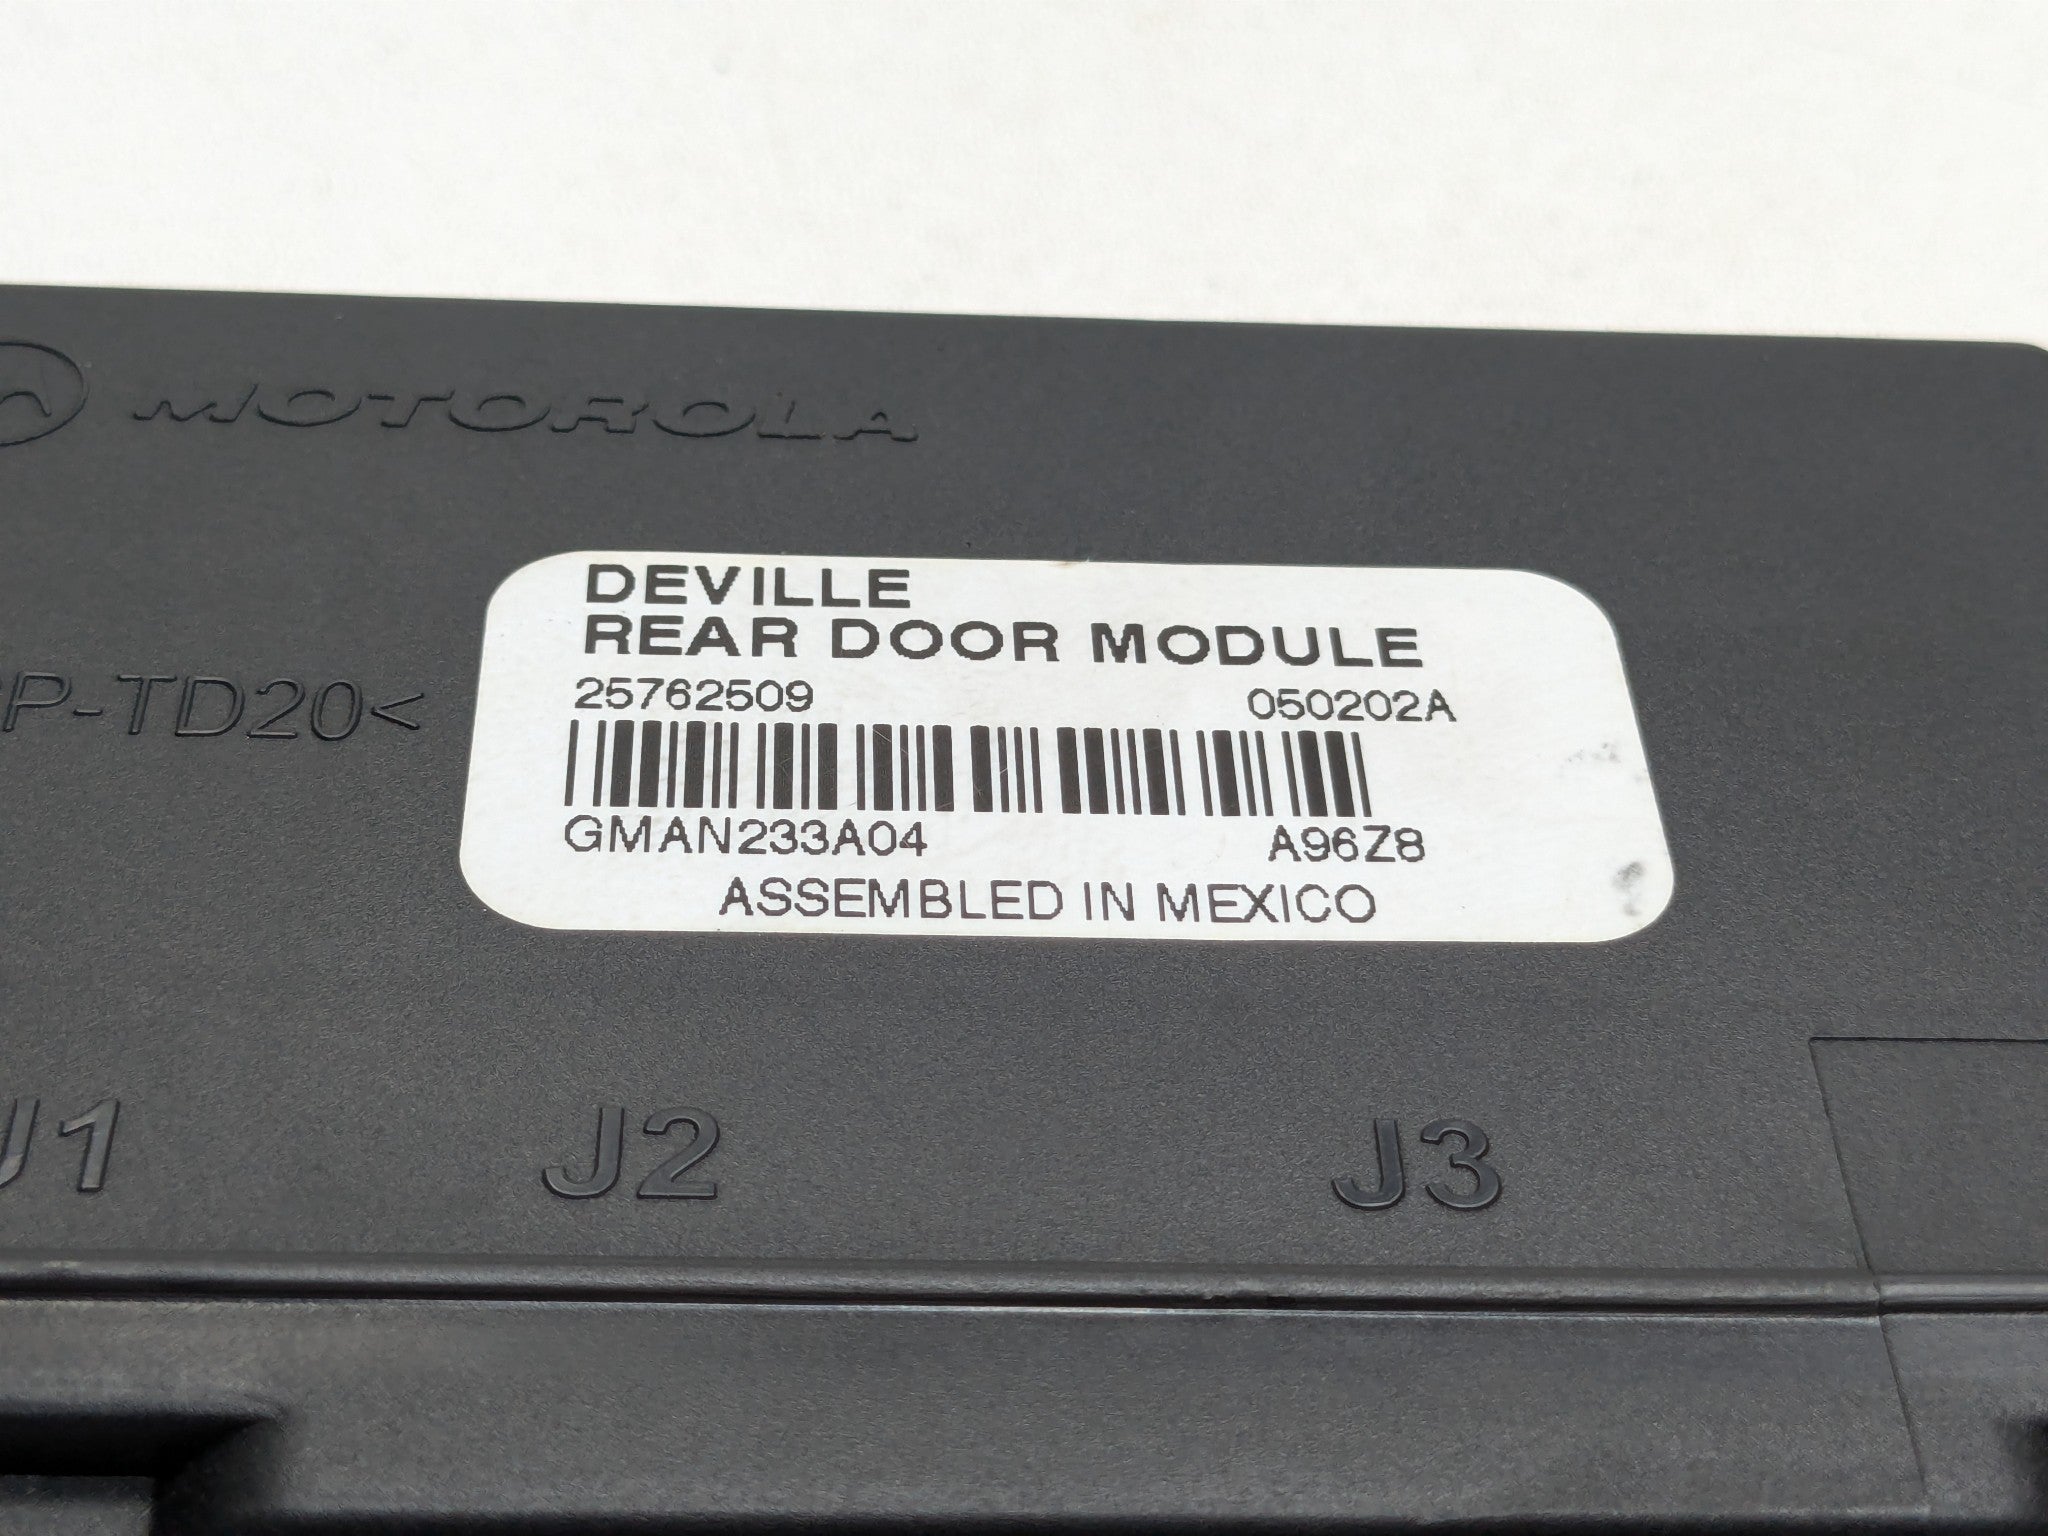 MOTOROLA
DEVILLE
REAR DOOR MODULE
25762509 050202A
P-TD20<
GMAN233A04 A96Z8
ASSEMBLED IN MEXICO
J1 J2 J3